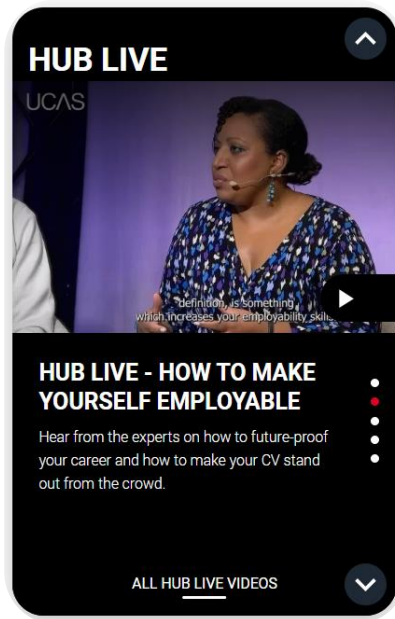 HUB LIVE
UCAS
definition, is something
which increases your employability skills
HUB LIVE - HOW TO MAKE
YOURSELF EMPLOYABLE
Hear from the experts on how to future-proof
your career and how to make your CV stand
out from the crowd.
ALL HUB LIVE VIDEOS